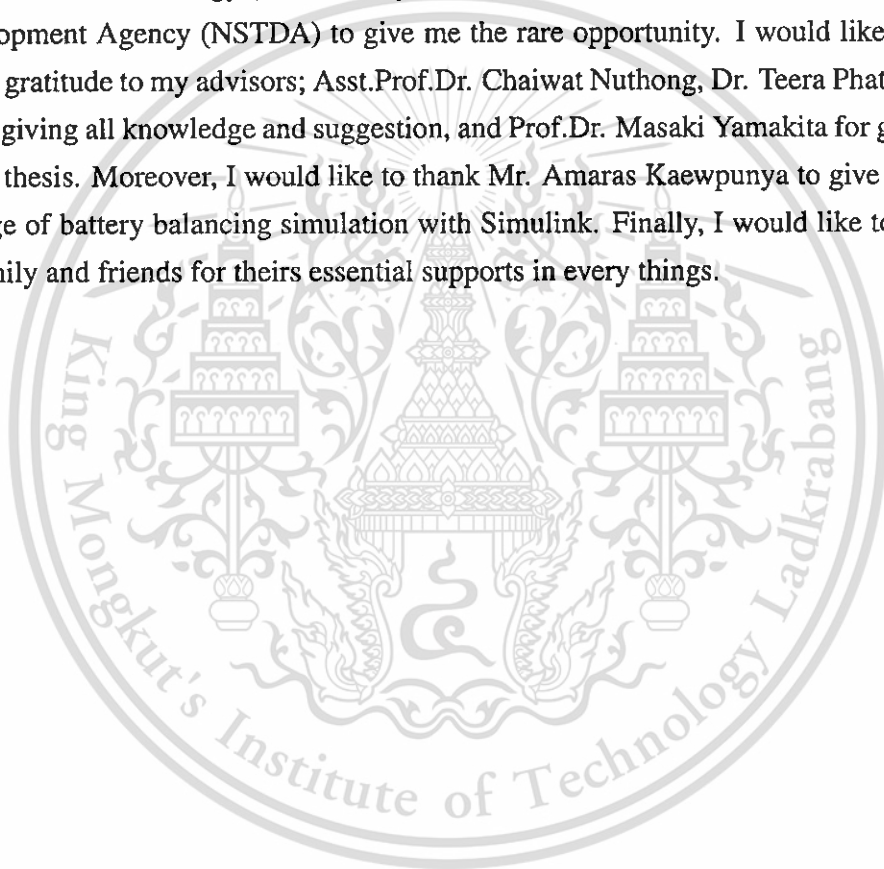 opment Agency (NSTDA) to give me the rare opportunity. I would like
gratitude to my advisors; Asst.Prof.Dr. Chaiwat Nuthong, Dr. Teera Phat
giving all knowledge and suggestion, and Prof.Dr. Masaki Yamakita for g
thesis. Moreover, I would like to thank Mr. Amaras Kaewpunya to give
ge of battery balancing simulation with Simulink. Finally, I would like to
nily and friends for theirs essential supports in every things.
King Mongkut's Institute of Technology Ladkrabang